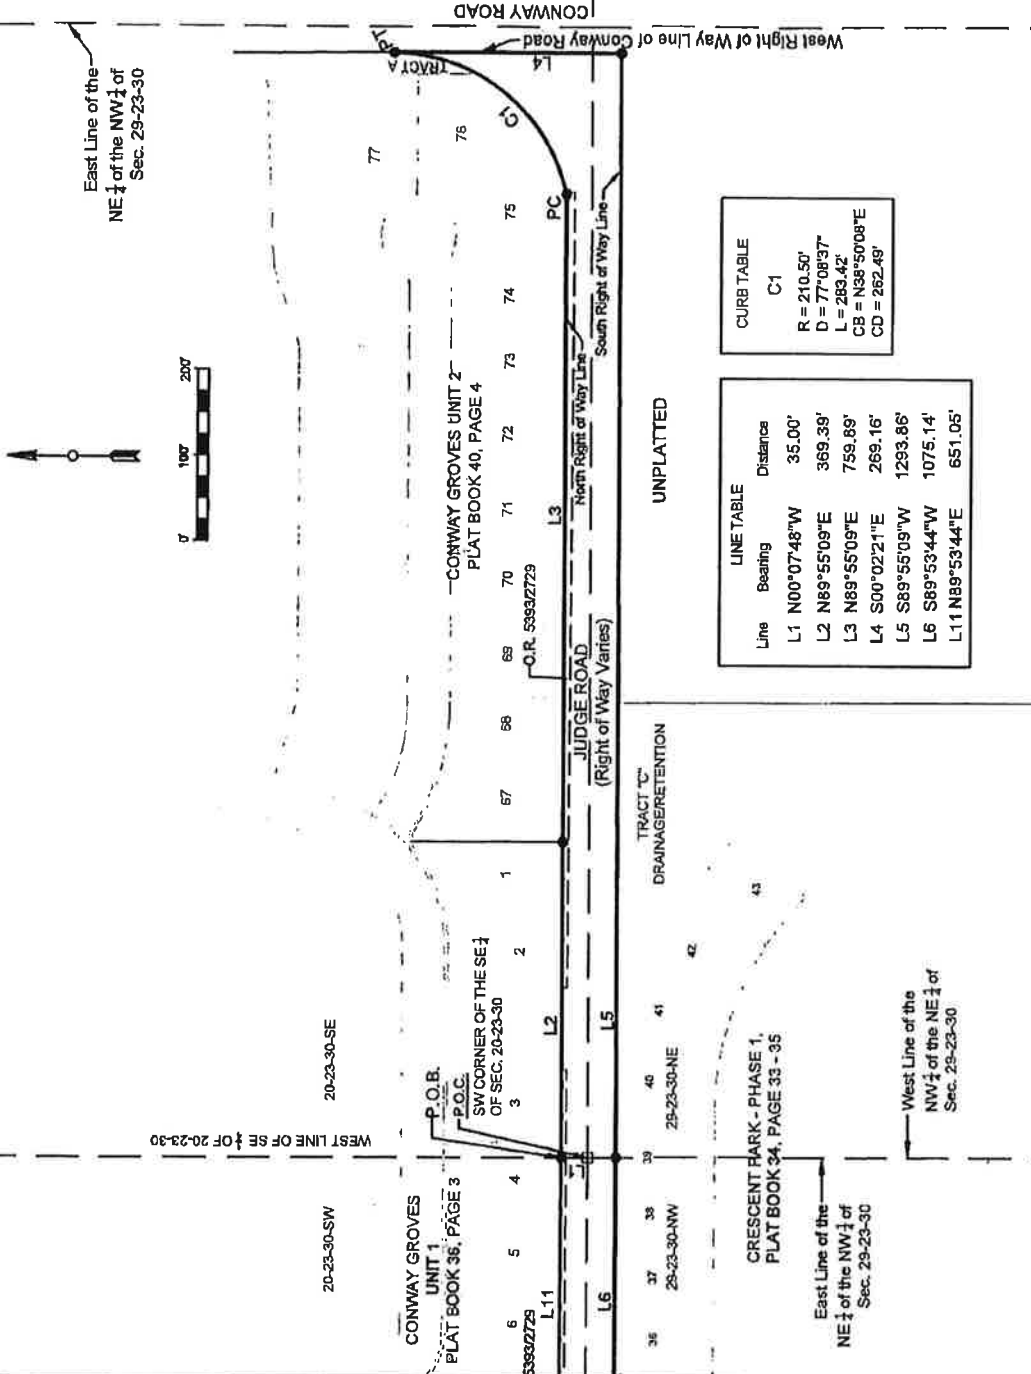 CONWAY ROAD
East Line of the
NE 1/4 of the NW 1/4 of
Sec. 29-23-30
West Right of Way Line of Conway Road
PT
TRACT A
L4
C1
PC
77
76
0'
100'
200'
20-23-30-SW
20-23-30-SE
WEST LINE OF SE 1/4 OF 20-23-30
CONWAY GROVES
UNIT 1
PLAT BOOK 36, PAGE 3
CONWAY GROVES UNIT 2
PLAT BOOK 40, PAGE 4
P.O.B.
P.O.C.
SW CORNER OF THE SE 1/4
OF SEC. 20-23-30
6
5
4
3
2
1
67
68
69
70
71
72
73
74
75
5393/2729
O.R. 5393/2729
L11
L1
L2
L3
North Right of Way Line
JUDGE ROAD
(Right of Way Varies)
South Right of Way Line
L6
L5
36
37
38
39
40
41
42
43
29-23-30-NW
29-23-30-NE
TRACT "C"
DRAINAGE/RETENTION
UNPLATTED
CRESCENT PARK - PHASE 1,
PLAT BOOK 34, PAGE 33 - 35
East Line of the
NE 1/4 of the NW 1/4 of
Sec. 29-23-30
West Line of the
NW 1/4 of the NE 1/4 of
Sec. 29-23-30
LINE TABLE
Line Bearing Distance
L1 N00°07'48"W 35.00'
L2 N89°55'09"E 369.39'
L3 N89°55'09"E 759.89'
L4 S00°02'21"E 269.16'
L5 S89°55'09"W 1293.86'
L6 S89°53'44"W 1075.14'
L11 N89°53'44"E 651.05'
CURB TABLE
C1
R = 210.50'
D = 77°08'37"
L = 283.42'
CB = N38°50'08"E
CD = 262.49'